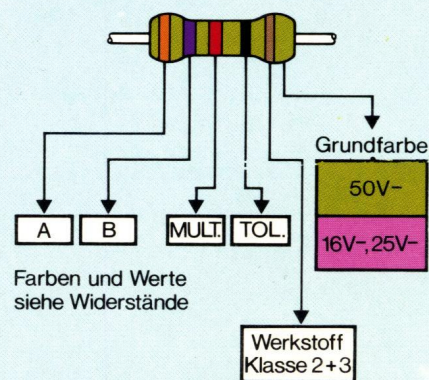 Grundfarbe
50V-
16V-, 25V-
A
B
MULT.
TOL.
Farben und Werte
siehe Widerstände
Werkstoff
Klasse 2+3